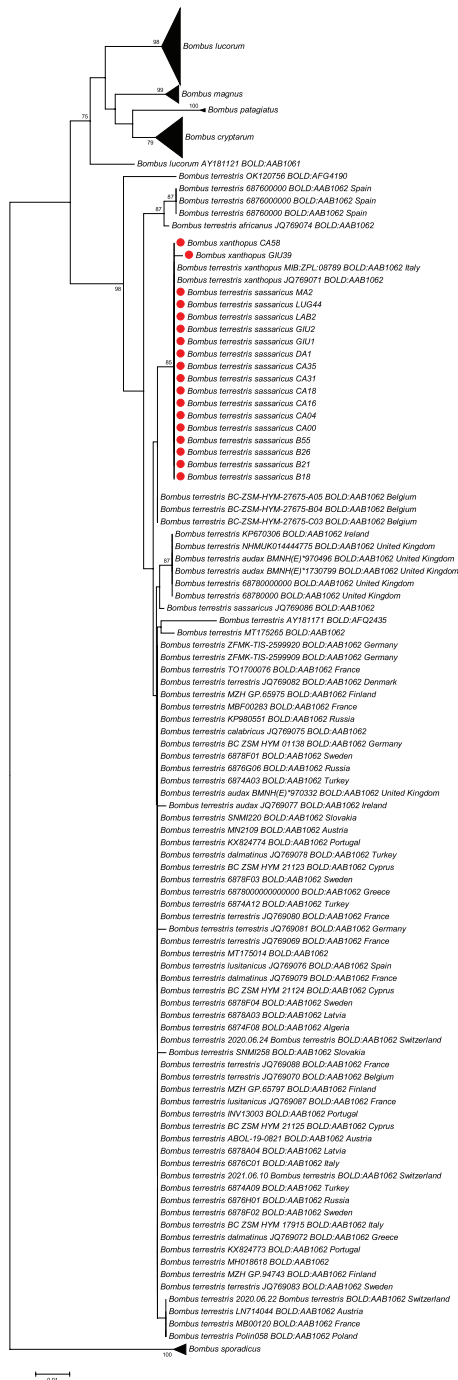 98
Bombus lucorum
99
Bombus magnus
100
Bombus patagiatus
75
79
Bombus cryptarum
Bombus lucorum AY181121 BOLD:AAB1061
Bombus terrestris OK120756 BOLD:AFG4190
Bombus terrestris 687600000 BOLD:AAB1062 Spain
87
Bombus terrestris 6876000000 BOLD:AAB1062 Spain
87
Bombus terrestris 68760000 BOLD:AAB1062 Spain
Bombus terrestris africanus JQ769074 BOLD:AAB1062
98
Bombus xanthopus CA58
Bombus xanthopus GIU39
Bombus terrestris xanthopus MIB:ZPL:08789 BOLD:AAB1062 Italy
Bombus terrestris xanthopus JQ769071 BOLD:AAB1062
Bombus terrestris sassaricus MA2
Bombus terrestris sassaricus LUG44
Bombus terrestris sassaricus LAB2
Bombus terrestris sassaricus GIU2
Bombus terrestris sassaricus GIU1
Bombus terrestris sassaricus DA1
85
Bombus terrestris sassaricus CA35
Bombus terrestris sassaricus CA31
Bombus terrestris sassaricus CA18
Bombus terrestris sassaricus CA16
Bombus terrestris sassaricus CA04
Bombus terrestris sassaricus CA00
Bombus terrestris sassaricus B55
Bombus terrestris sassaricus B26
Bombus terrestris sassaricus B21
Bombus terrestris sassaricus B18
Bombus terrestris BC-ZSM-HYM-27675-A05 BOLD:AAB1062 Belgium
Bombus terrestris BC-ZSM-HYM-27675-B04 BOLD:AAB1062 Belgium
Bombus terrestris BC-ZSM-HYM-27675-C03 BOLD:AAB1062 Belgium
Bombus terrestris KP670306 BOLD:AAB1062 Ireland
Bombus terrestris NHMUK014444775 BOLD:AAB1062 United Kingdom
Bombus terrestris audax BMNH(E)*970496 BOLD:AAB1062 United Kingdom
87
Bombus terrestris audax BMNH(E)*1730799 BOLD:AAB1062 United Kingdom
Bombus terrestris 68780000000 BOLD:AAB1062 United Kingdom
Bombus terrestris 68780000 BOLD:AAB1062 United Kingdom
Bombus terrestris sassaricus JQ769086 BOLD:AAB1062
Bombus terrestris AY181171 BOLD:AFQ2435
Bombus terrestris MT175265 BOLD:AAB1062
Bombus terrestris ZFMK-TIS-2599920 BOLD:AAB1062 Germany
Bombus terrestris ZFMK-TIS-2599909 BOLD:AAB1062 Germany
Bombus terrestris TO1700076 BOLD:AAB1062 France
Bombus terrestris terrestris JQ769082 BOLD:AAB1062 Denmark
Bombus terrestris MZH GP.65975 BOLD:AAB1062 Finland
Bombus terrestris MBF00283 BOLD:AAB1062 France
Bombus terrestris KP980551 BOLD:AAB1062 Russia
Bombus terrestris calabricus JQ769075 BOLD:AAB1062
Bombus terrestris BC ZSM HYM 01138 BOLD:AAB1062 Germany
Bombus terrestris 6878F01 BOLD:AAB1062 Sweden
Bombus terrestris 6876G06 BOLD:AAB1062 Russia
Bombus terrestris 6874A03 BOLD:AAB1062 Turkey
Bombus terrestris audax BMNH(E)*970332 BOLD:AAB1062 United Kingdom
Bombus terrestris audax JQ769077 BOLD:AAB1062 Ireland
Bombus terrestris SNMI220 BOLD:AAB1062 Slovakia
Bombus terrestris MN2109 BOLD:AAB1062 Austria
Bombus terrestris KX824774 BOLD:AAB1062 Portugal
Bombus terrestris dalmatinus JQ769078 BOLD:AAB1062 Turkey
Bombus terrestris BC ZSM HYM 21123 BOLD:AAB1062 Cyprus
Bombus terrestris 6878F03 BOLD:AAB1062 Sweden
Bombus terrestris 6878000000000000 BOLD:AAB1062 Greece
Bombus terrestris 6874A12 BOLD:AAB1062 Turkey
Bombus terrestris terrestris JQ769080 BOLD:AAB1062 France
Bombus terrestris terrestris JQ769081 BOLD:AAB1062 Germany
Bombus terrestris terrestris JQ769069 BOLD:AAB1062 France
Bombus terrestris MT175014 BOLD:AAB1062
Bombus terrestris lusitanicus JQ769076 BOLD:AAB1062 Spain
Bombus terrestris dalmatinus JQ769079 BOLD:AAB1062 France
Bombus terrestris BC ZSM HYM 21124 BOLD:AAB1062 Cyprus
Bombus terrestris 6878F04 BOLD:AAB1062 Sweden
Bombus terrestris 6878A03 BOLD:AAB1062 Latvia
Bombus terrestris 6874F08 BOLD:AAB1062 Algeria
Bombus terrestris 2020.06.24 Bombus terrestris BOLD:AAB1062 Switzerland
Bombus terrestris SNMI258 BOLD:AAB1062 Slovakia
Bombus terrestris terrestris JQ769088 BOLD:AAB1062 France
Bombus terrestris terrestris JQ769070 BOLD:AAB1062 Belgium
Bombus terrestris MZH GP.65797 BOLD:AAB1062 Finland
Bombus terrestris lusitanicus JQ769087 BOLD:AAB1062 France
Bombus terrestris INV13003 BOLD:AAB1062 Portugal
Bombus terrestris BC ZSM HYM 21125 BOLD:AAB1062 Cyprus
Bombus terrestris ABOL-19-0821 BOLD:AAB1062 Austria
Bombus terrestris 6878A04 BOLD:AAB1062 Latvia
Bombus terrestris 6876C01 BOLD:AAB1062 Italy
Bombus terrestris 2021.06.10 Bombus terrestris BOLD:AAB1062 Switzerland
Bombus terrestris 6874A09 BOLD:AAB1062 Turkey
Bombus terrestris 6876H01 BOLD:AAB1062 Russia
Bombus terrestris 6878F02 BOLD:AAB1062 Sweden
Bombus terrestris BC ZSM HYM 17915 BOLD:AAB1062 Italy
Bombus terrestris dalmatinus JQ769072 BOLD:AAB1062 Greece
Bombus terrestris KX824773 BOLD:AAB1062 Portugal
Bombus terrestris MH018618 BOLD:AAB1062
Bombus terrestris MZH GP.94743 BOLD:AAB1062 Finland
Bombus terrestris terrestris JQ769083 BOLD:AAB1062 Sweden
Bombus terrestris 2020.06.22 Bombus terrestris BOLD:AAB1062 Switzerland
Bombus terrestris LN714044 BOLD:AAB1062 Austria
Bombus terrestris MB00120 BOLD:AAB1062 France
Bombus terrestris Polin058 BOLD:AAB1062 Poland
100
Bombus sporadicus